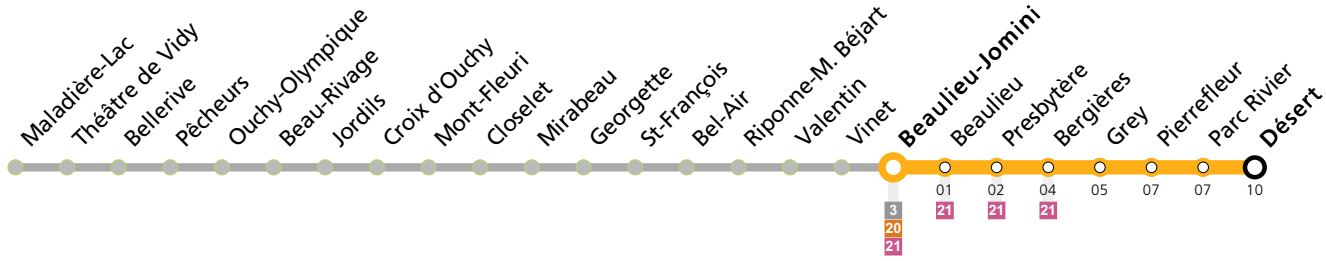 Maladière-Lac
Théâtre de Vidy
Bellerive
Pêcheurs
Ouchy-Olympique
Beau-Rivage
Jordils
Croix d'Ouchy
Mont-Fleuri
Closelet
Mirabeau
Georgette
St-François
Bel-Air
Riponne-M. Béjart
Valentin
Vinet
Beaulieu-Jomini
Beaulieu
Presbytère
Bergières
Grey
Pierrefleur
Parc Rivier
Désert
01 02 04 05 07 07 10
3 21 21 21
20
21